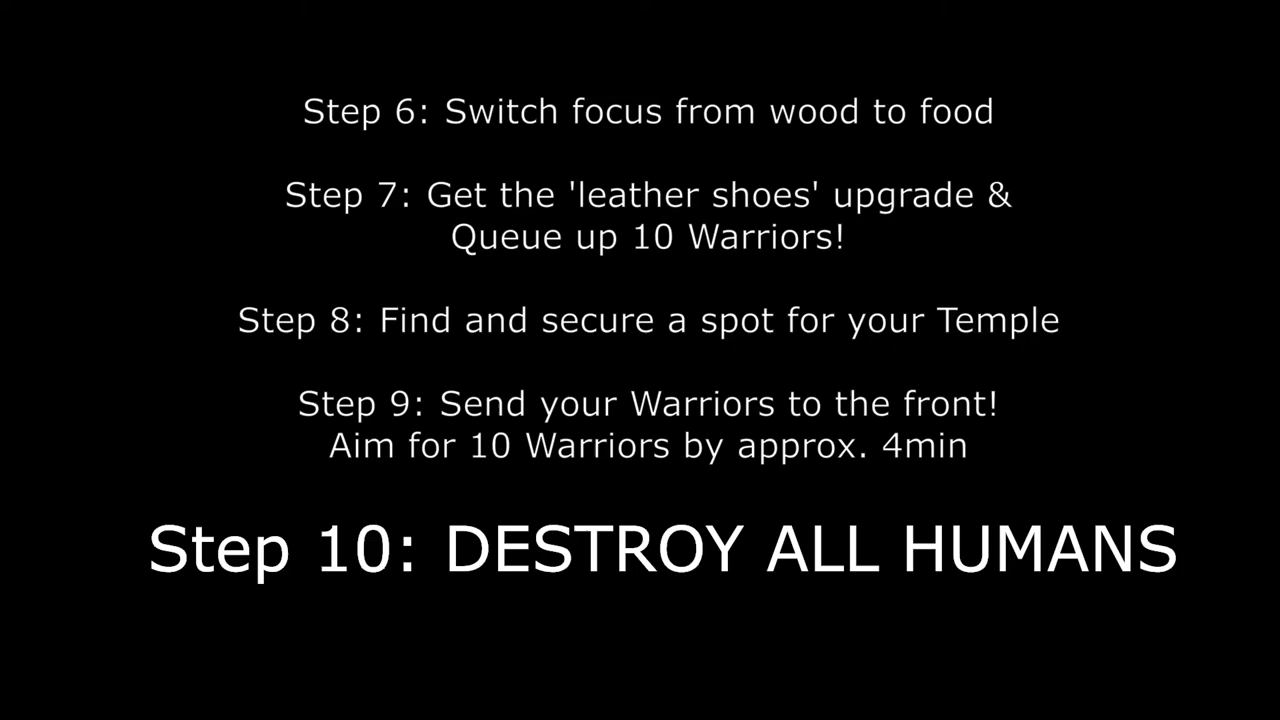 Step 6: Switch focus from wood to food
Step 7: Get the 'leather shoes' upgrade &
Queue up 10 Warriors!
Step 8: Find and secure a spot for your Temple
Step 9: Send your Warriors to the front!
Aim for 10 Warriors by approx. 4min
Step 10: DESTROY ALL HUMANS